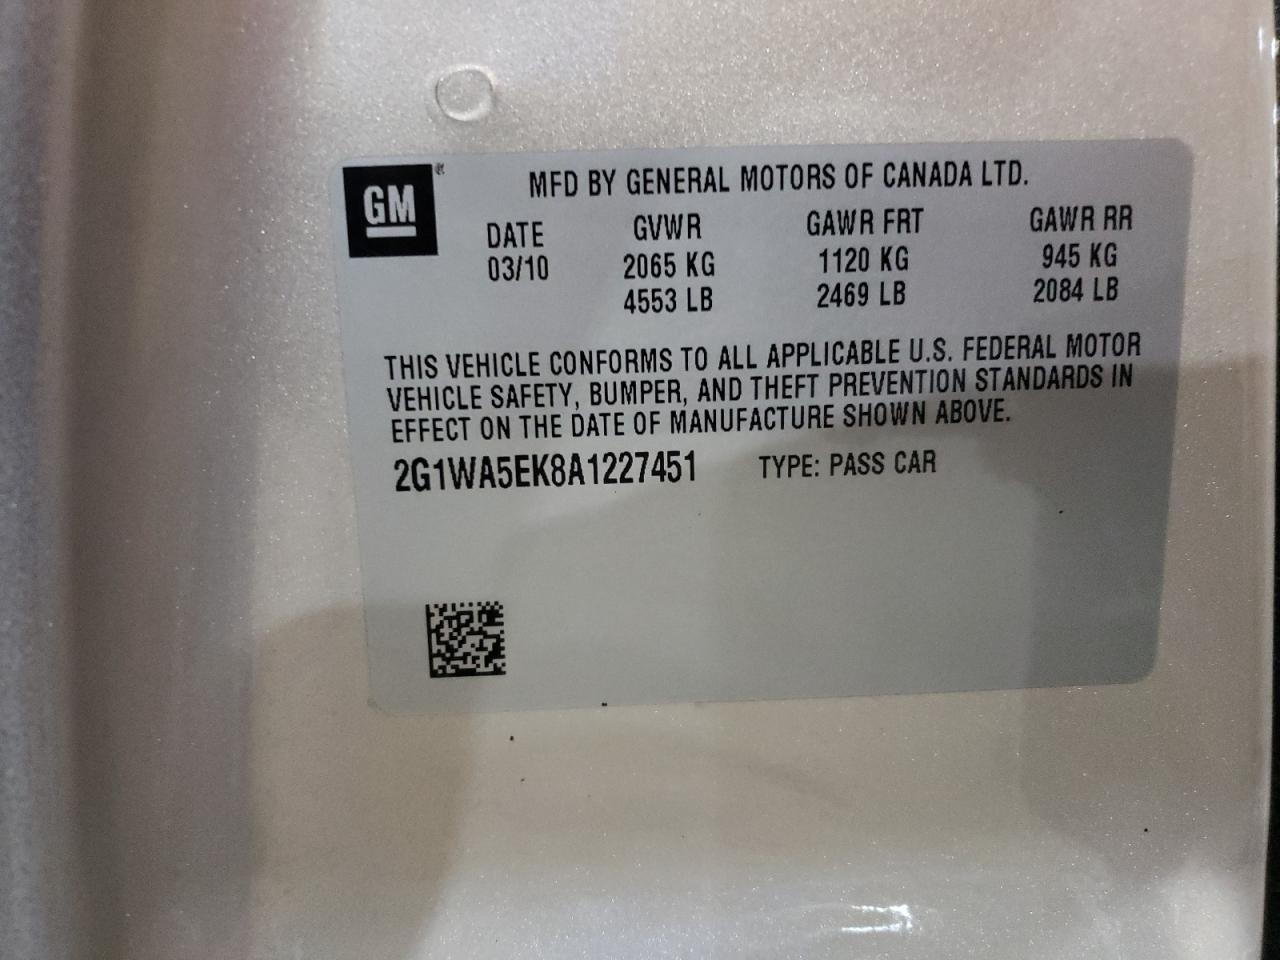 GM
MFD BY GENERAL MOTORS OF CANADA LTD.
DATE GVWR GAWR FRT GAWR RR
03/10 2065 KG 1120 KG 945 KG
4553 LB 2469 LB 2084 LB
THIS VEHICLE CONFORMS TO ALL APPLICABLE U.S. FEDERAL MOTOR
VEHICLE SAFETY, BUMPER, AND THEFT PREVENTION STANDARDS IN
EFFECT ON THE DATE OF MANUFACTURE SHOWN ABOVE.
2G1WA5EK8A1227451 TYPE: PASS CAR